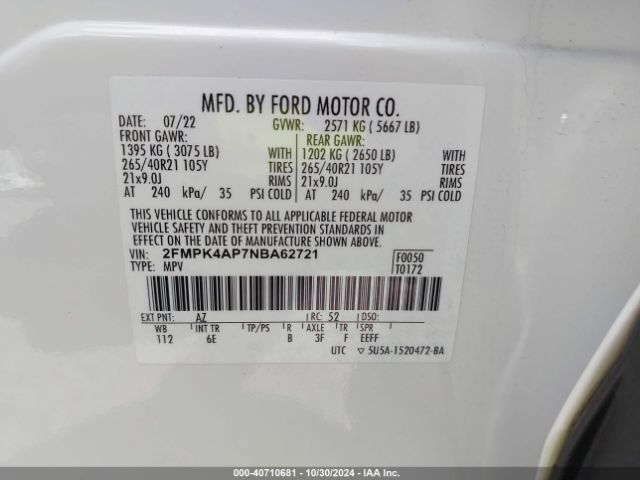 MFD. BY FORD MOTOR CO.
DATE: 07/22 GVWR: 2571 KG ( 5667 LB)
FRONT GAWR: REAR GAWR:
1395 KG ( 3075 LB) WITH 1202 KG ( 2650 LB) WITH
265/40R21 105Y TIRES 265/40R21 105Y TIRES
21x9.0J RIMS 21x9.0J RIMS
AT 240 kPa/ 35 PSI COLD AT 240 kPa/ 35 PSI COLD
THIS VEHICLE CONFORMS TO ALL APPLICABLE FEDERAL MOTOR
VEHICLE SAFETY AND THEFT PREVENTION STANDARDS IN
EFFECT ON THE DATE OF MANUFACTURE SHOWN ABOVE.
VIN: 2FMPK4AP7NBA62721 F0050
TYPE: MPV T0172
EXT PNT: AZ RC: 52 DSO:
WB INT TR TP/PS R AXLE TR SPR
112 6E B 3F F EEFF
UTC 5U5A-1520472-BA
000-40710681 - 10/30/2024 - IAAI.com